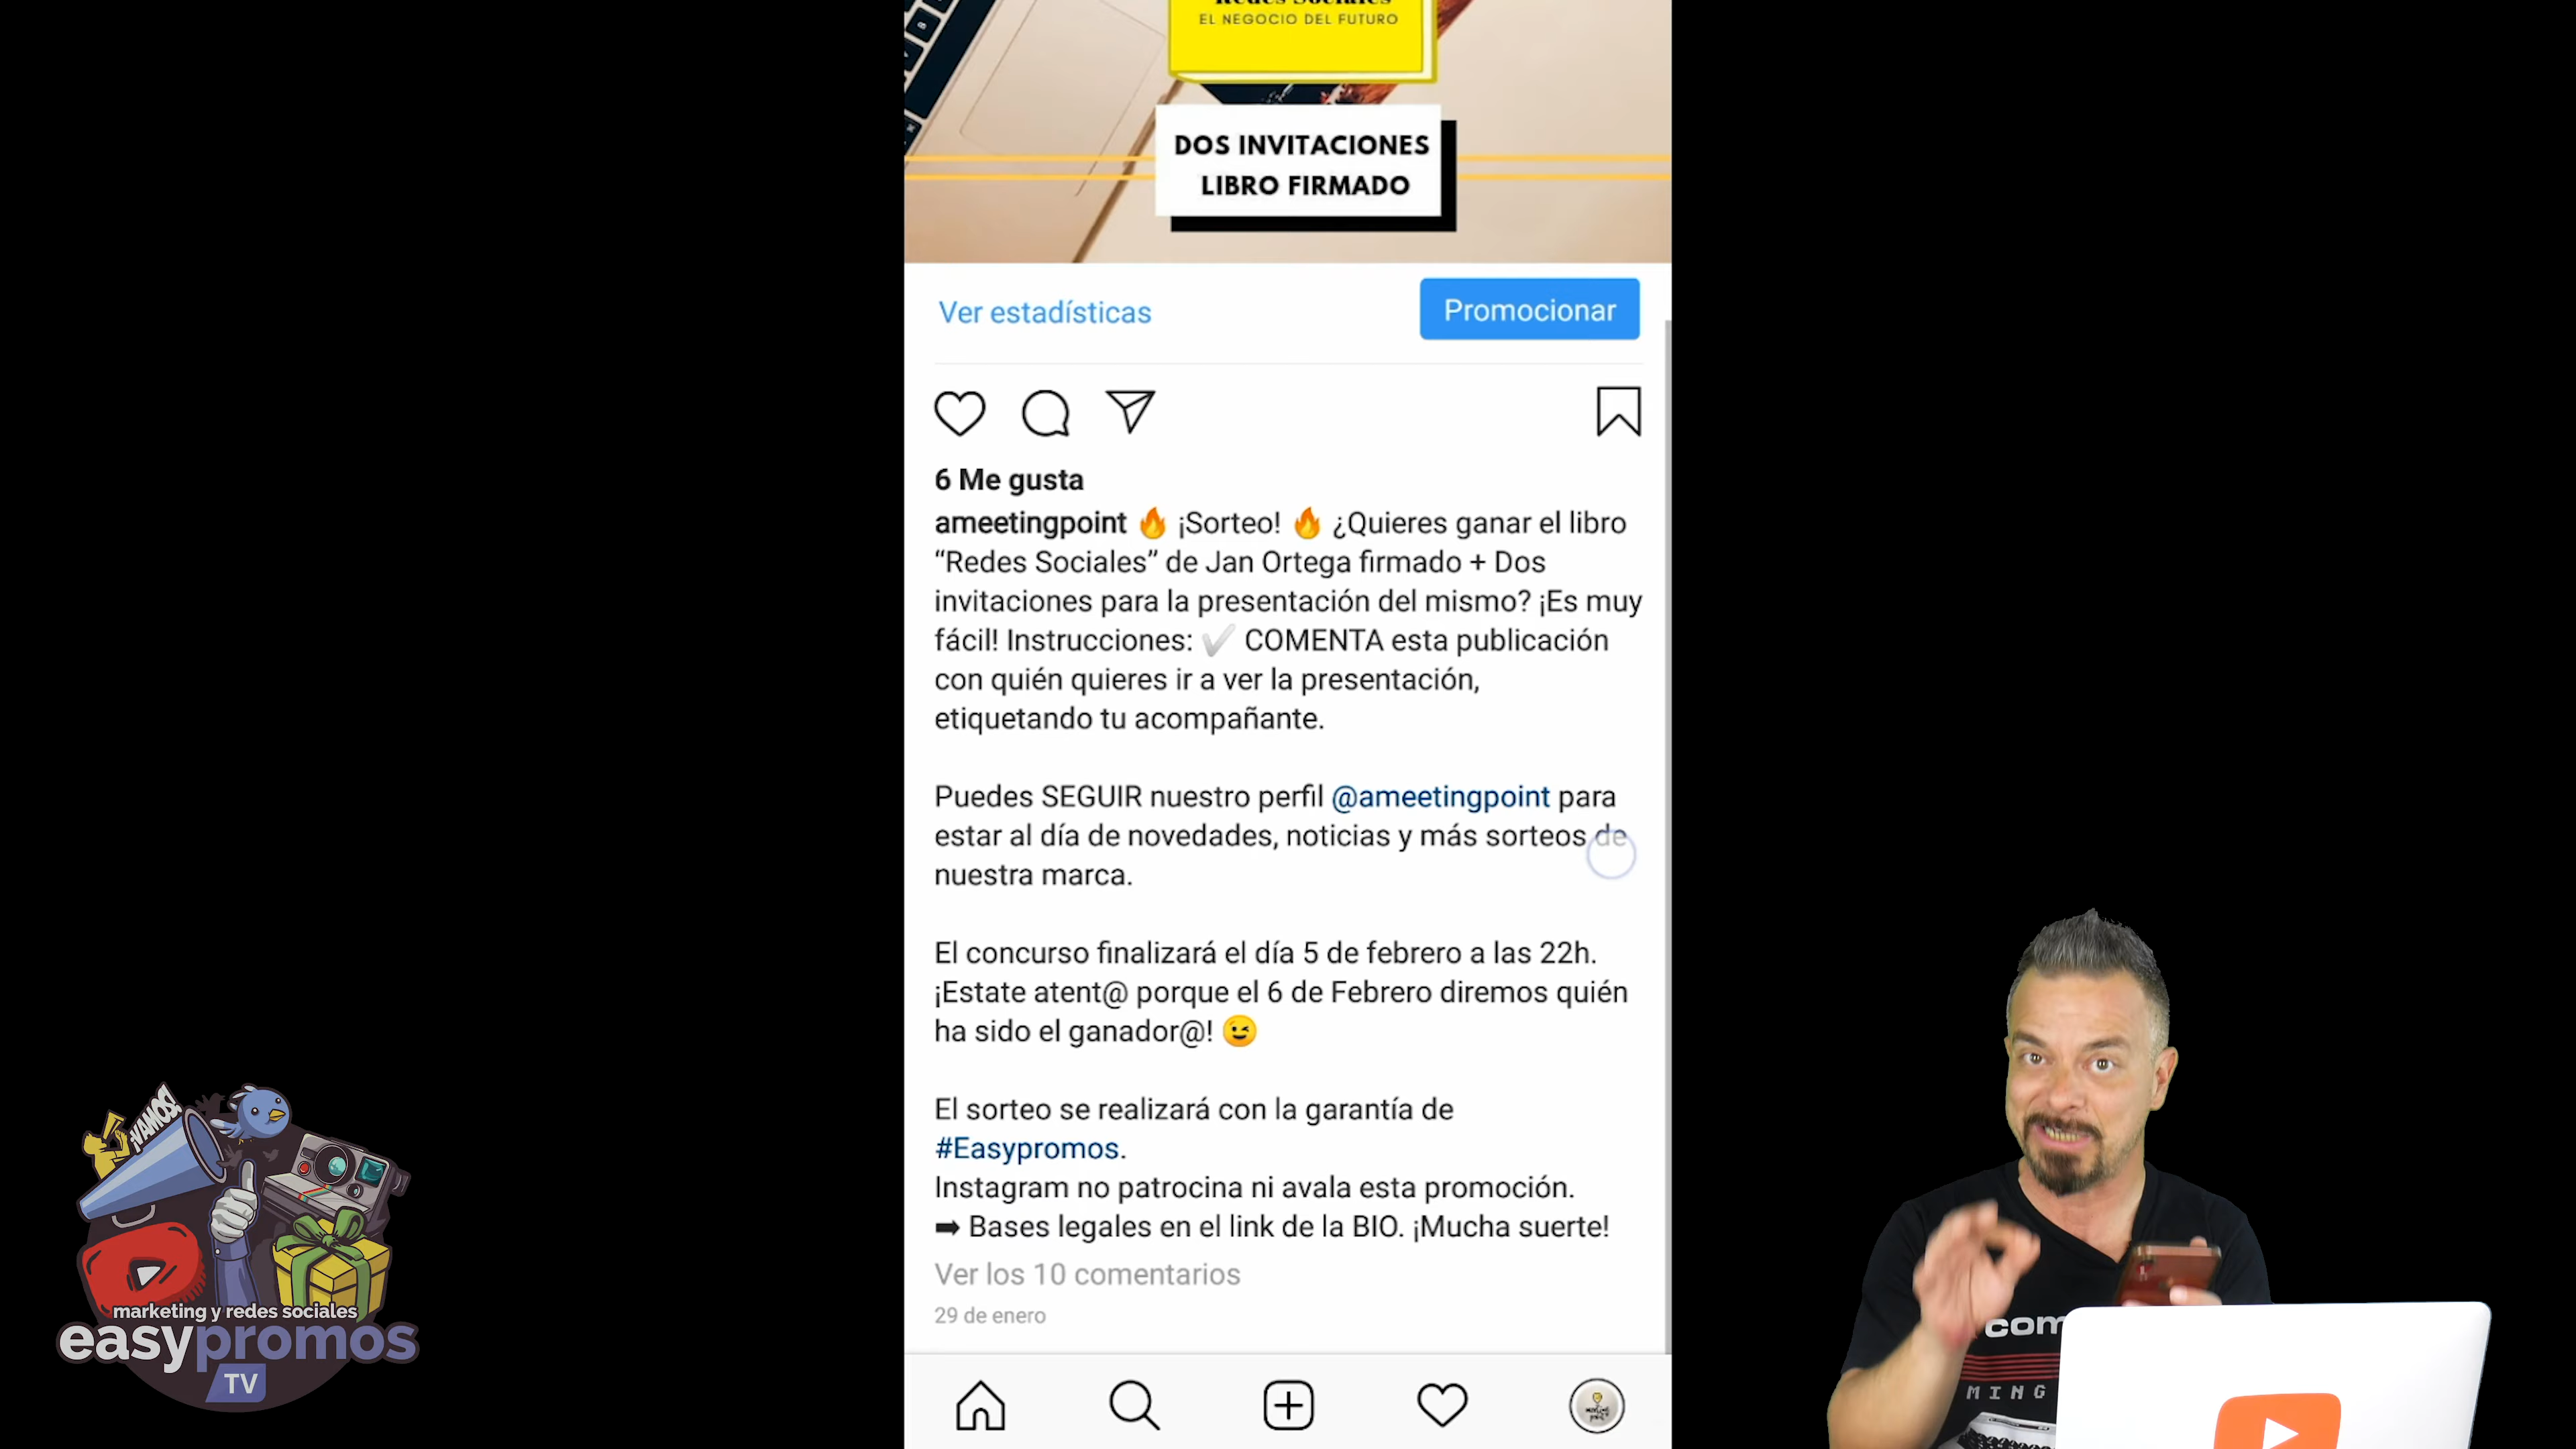 Redes Sociales
EL NEGOCIO DEL FUTURO
DOS INVITACIONES
LIBRO FIRMADO
Ver estadísticas
Promocionar
6 Me gusta
ameetingpoint 🔥 ¡Sorteo! 🔥 ¿Quieres ganar el libro
“Redes Sociales” de Jan Ortega firmado + Dos
invitaciones para la presentación del mismo? ¡Es muy
fácil! Instrucciones: ✔️ COMENTA esta publicación
con quién quieres ir a ver la presentación,
etiquetando tu acompañante.
Puedes SEGUIR nuestro perfil @ameetingpoint para
estar al día de novedades, noticias y más sorteos de
nuestra marca.
El concurso finalizará el día 5 de febrero a las 22h.
¡Estate atent@ porque el 6 de Febrero diremos quién
ha sido el ganador@! 😉
El sorteo se realizará con la garantía de
#Easypromos.
Instagram no patrocina ni avala esta promoción.
➡ Bases legales en el link de la BIO. ¡Mucha suerte!
Ver los 10 comentarios
29 de enero
¡VAMOS!
marketing y redes sociales
easypromos
TV
com
MING